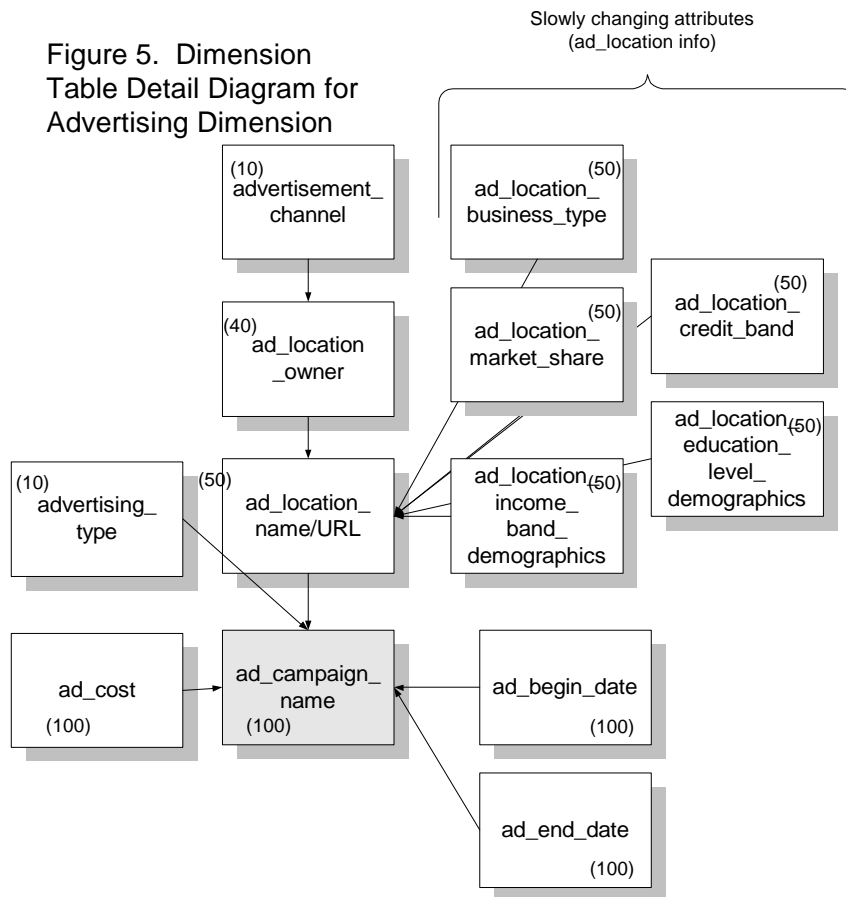 Slowly changing attributes
(ad_location info)
Figure 5. Dimension
Table Detail Diagram for
Advertising Dimension
(10)
advertisement_
channel
(50)
ad_location_
business_type
(40)
ad_location
_owner
(50)
ad_location_
market_share
(50)
ad_location_
credit_band
(10)
advertising_
type
(50)
ad_location_
name/URL
ad_location_
(50)
income_
band_
demographics
ad_location_
(50)
education_
level_
demographics
ad_cost
(100)
ad_campaign_
name
(100)
ad_begin_date
(100)
ad_end_date
(100)